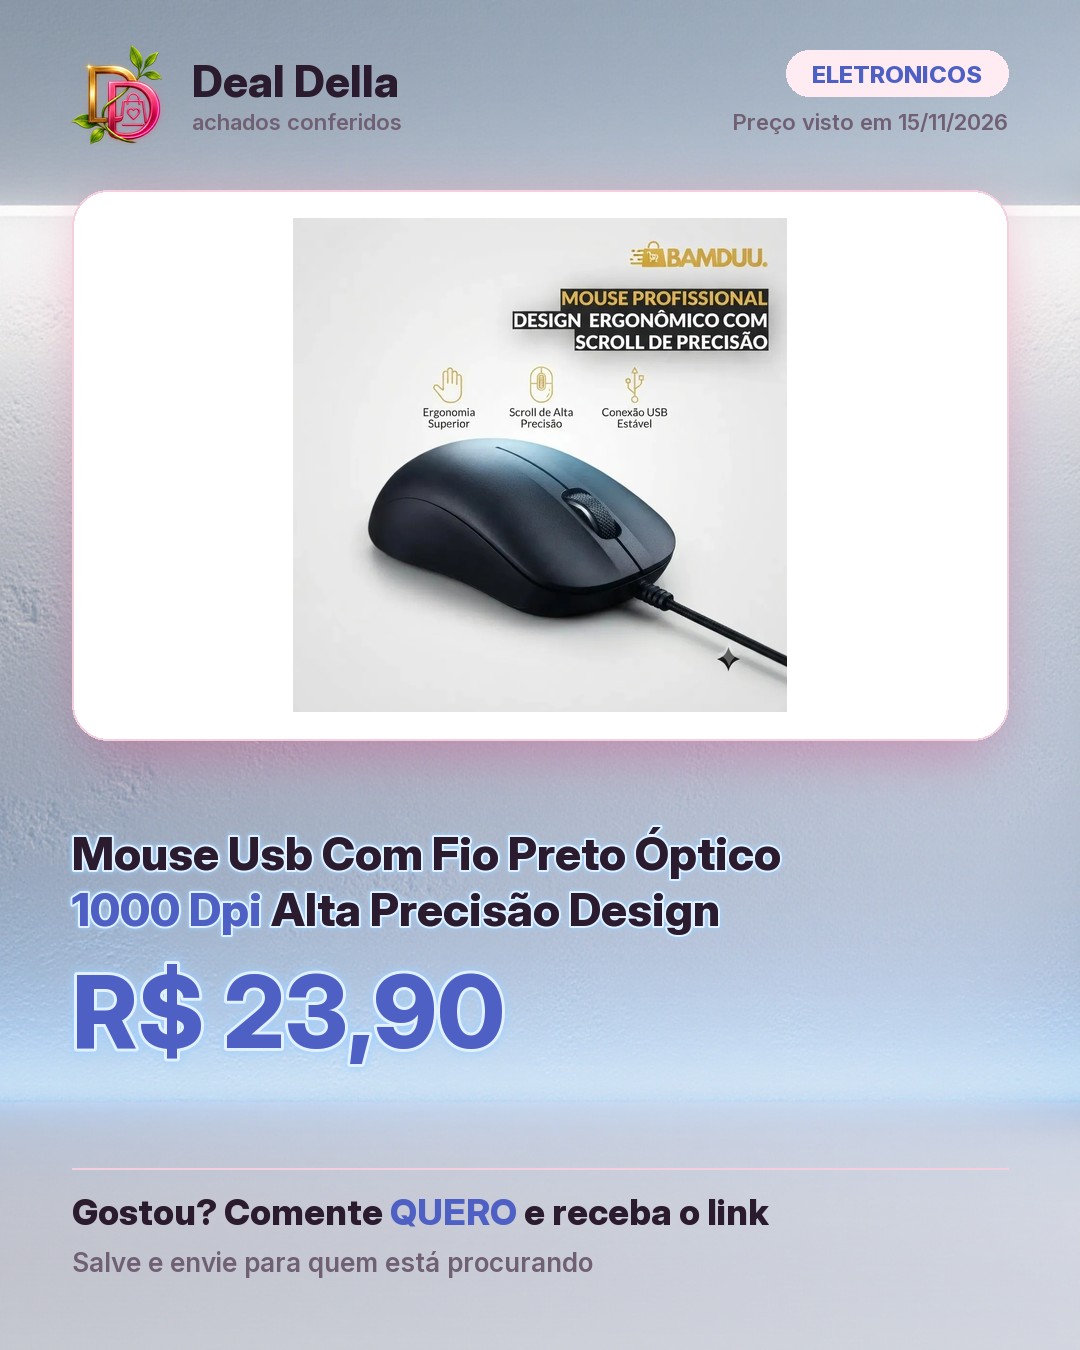 Deal Della
achados conferidos
ELETRONICOS
Preço visto em 15/11/2026
BAMDUU.
MOUSE PROFISSIONAL
DESIGN ERGONÔMICO COM
SCROLL DE PRECISÃO
Ergonomia
Superior
Scroll de Alta
Precisão
Conexão USB
Estável
Mouse Usb Com Fio Preto Óptico
1000 Dpi Alta Precisão Design
R$ 23,90
Gostou? Comente QUERO e receba o link
Salve e envie para quem está procurando